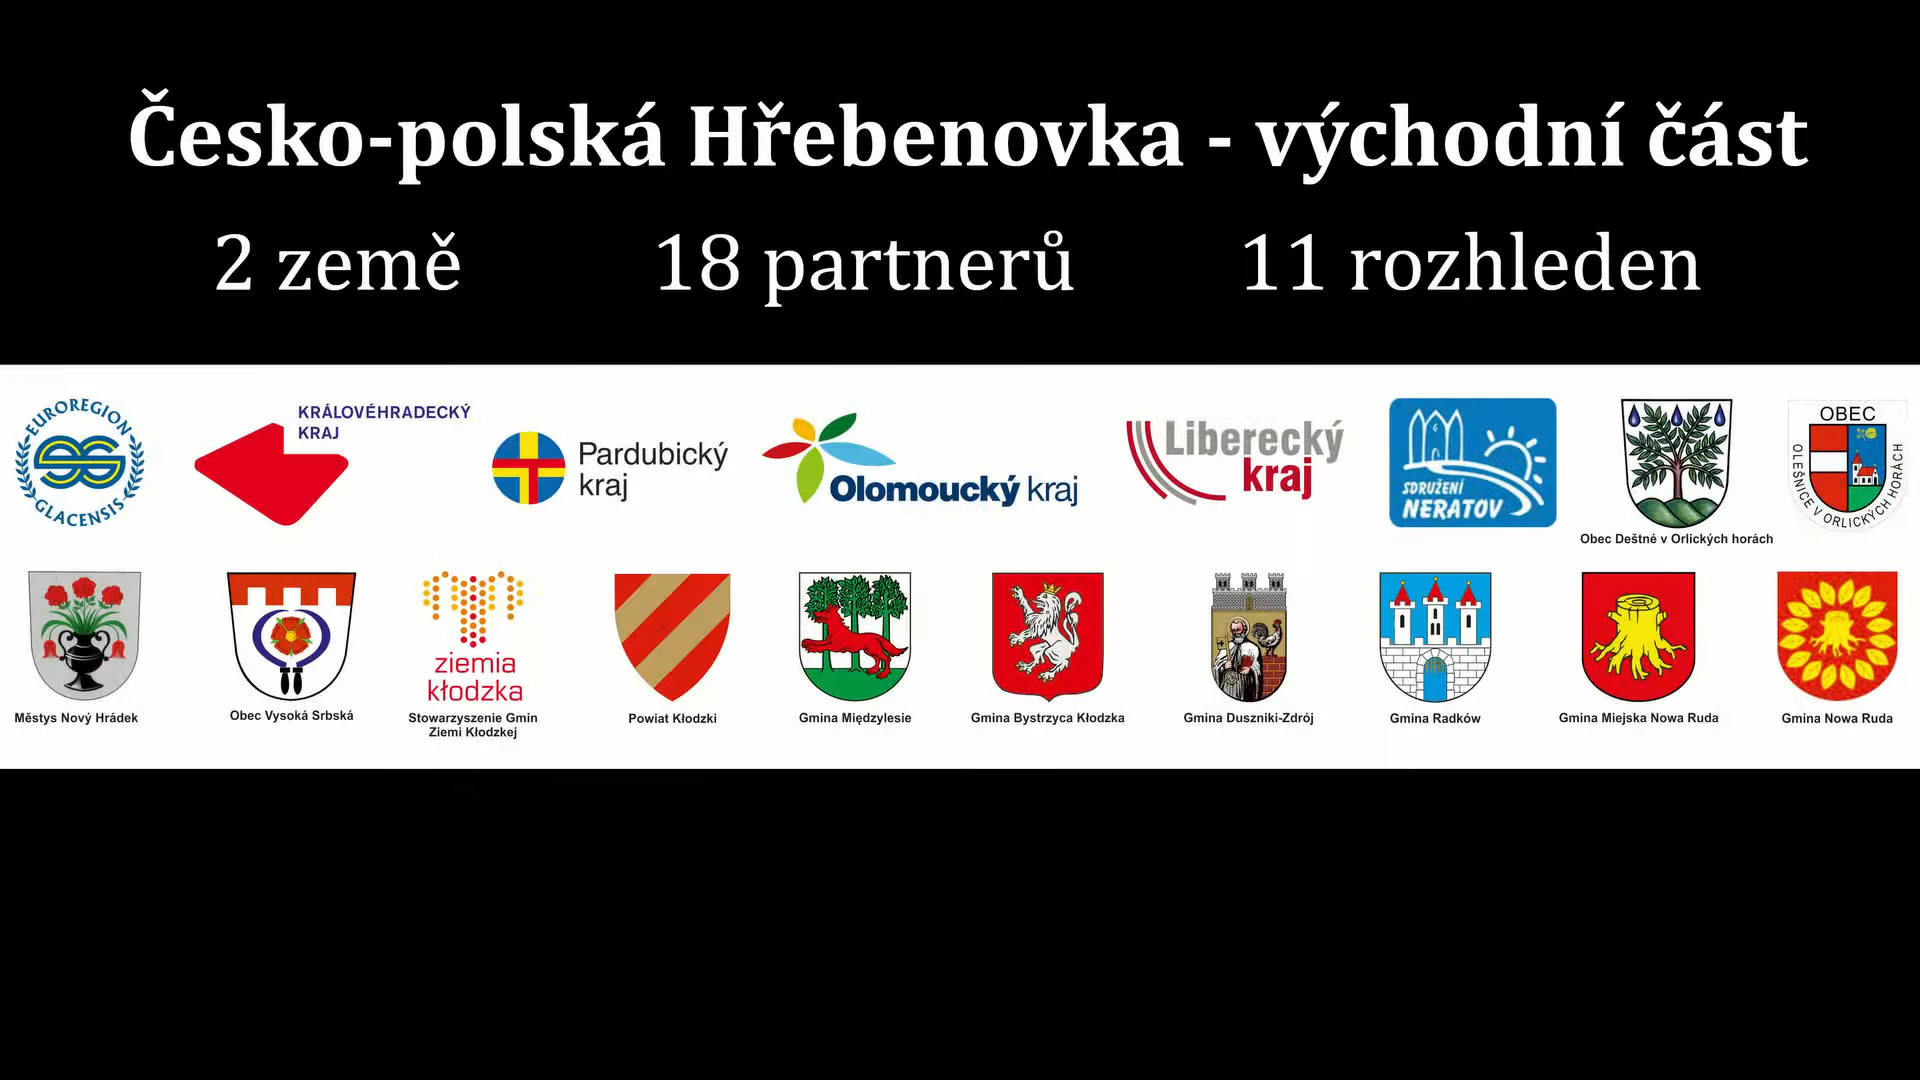 Česko-polská Hřebenovka - východní část
2 země 18 partnerů 11 rozhleden
EUROREGION
GLACENSIS
KRÁLOVÉHRADECKÝ
KRAJ
Pardubický
kraj
Olomoucký kraj
Liberecký
kraj
SDRUŽENÍ
NERATOV
Obec Deštné v Orlických horách
OBEC
OLEŠNICE V ORLICKÝCH HORÁCH
Městys Nový Hrádek
Obec Vysoká Srbská
ziemia
kłodzka
Stowarzyszenie Gmin
Ziemi Kłodzkej
Powiat Kłodzki
Gmina Międzylesie
Gmina Bystrzyca Kłodzka
Gmina Duszniki-Zdrój
Gmina Radków
Gmina Miejska Nowa Ruda
Gmina Nowa Ruda